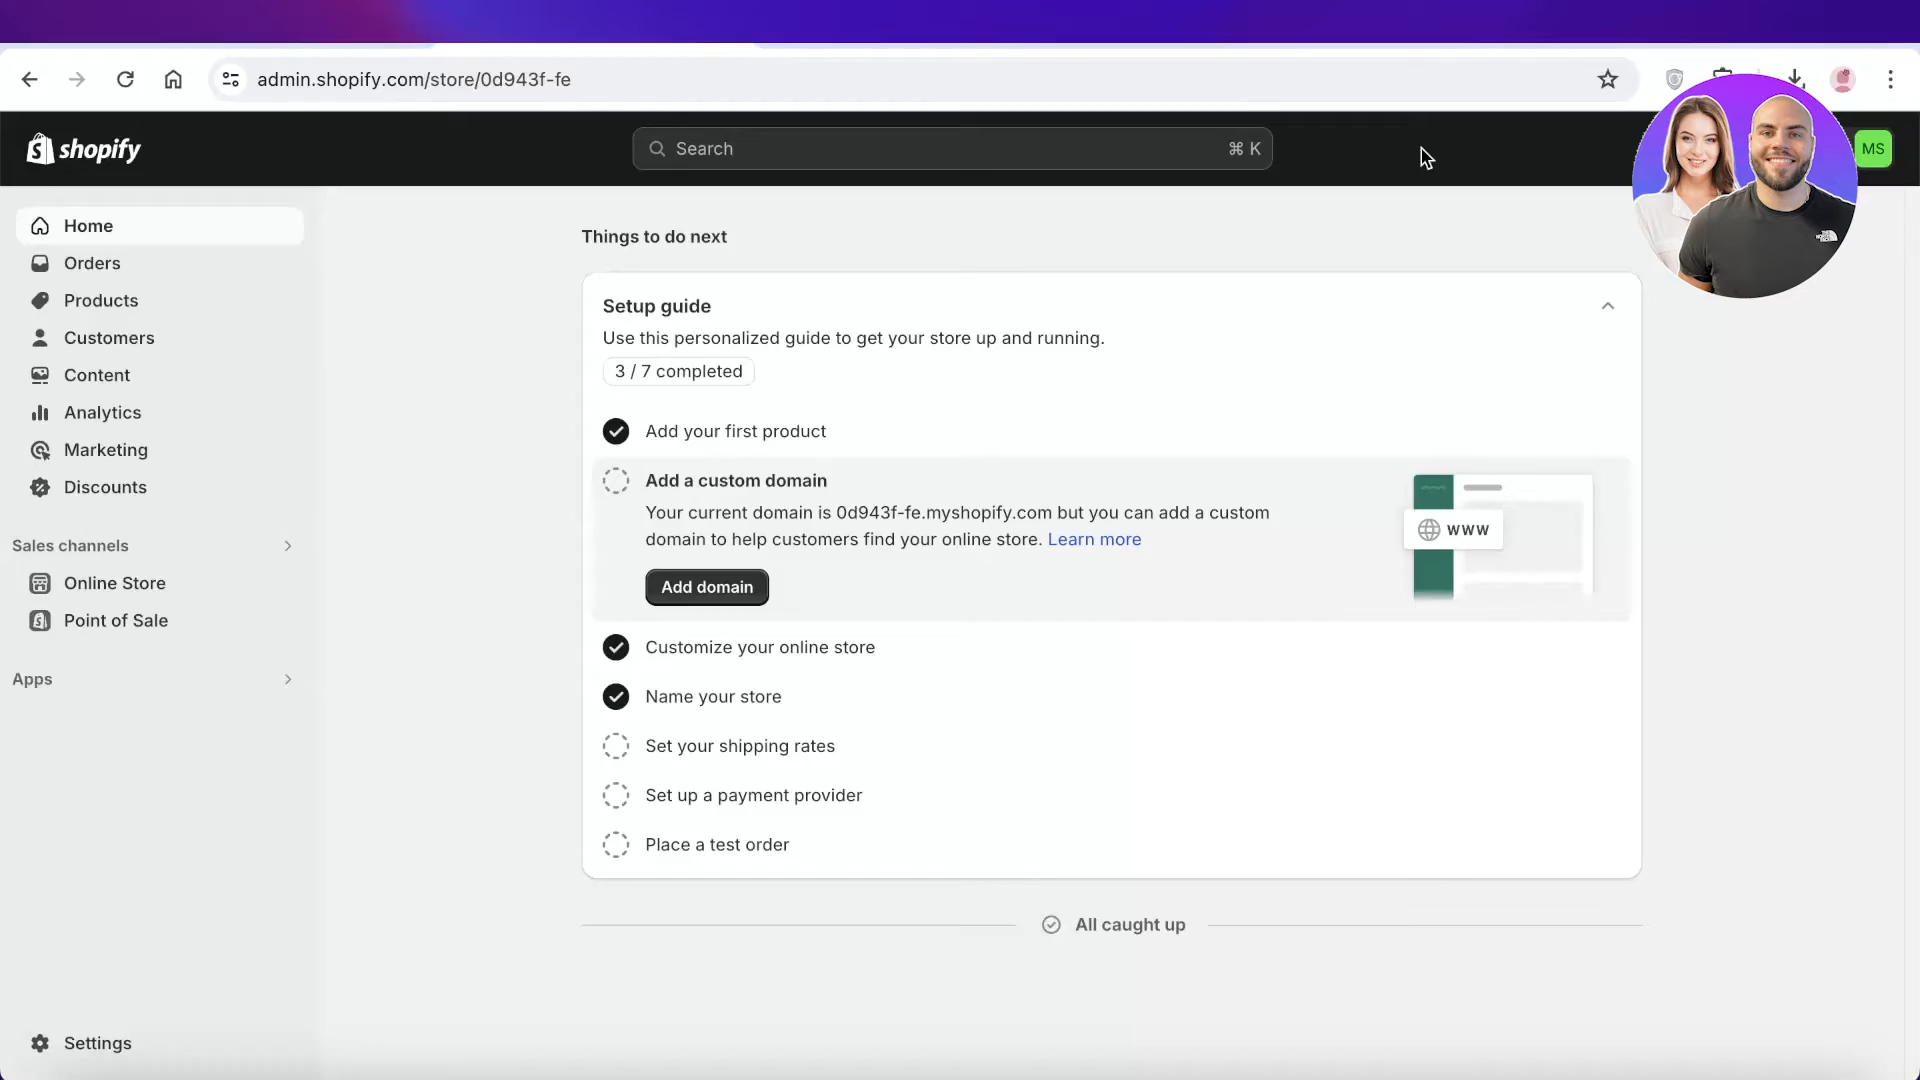 admin.shopify.com/store/0d943f-fe
shopify
Search
⌘ K
MS
Home
Orders
Products
Customers
Content
Analytics
Marketing
Discounts
Sales channels
Online Store
Point of Sale
Apps
Settings
Things to do next
Setup guide
Use this personalized guide to get your store up and running.
3 / 7 completed
Add your first product
Add a custom domain
Your current domain is 0d943f-fe.myshopify.com but you can add a custom
domain to help customers find your online store. Learn more
Add domain
www
Customize your online store
Name your store
Set your shipping rates
Set up a payment provider
Place a test order
All caught up